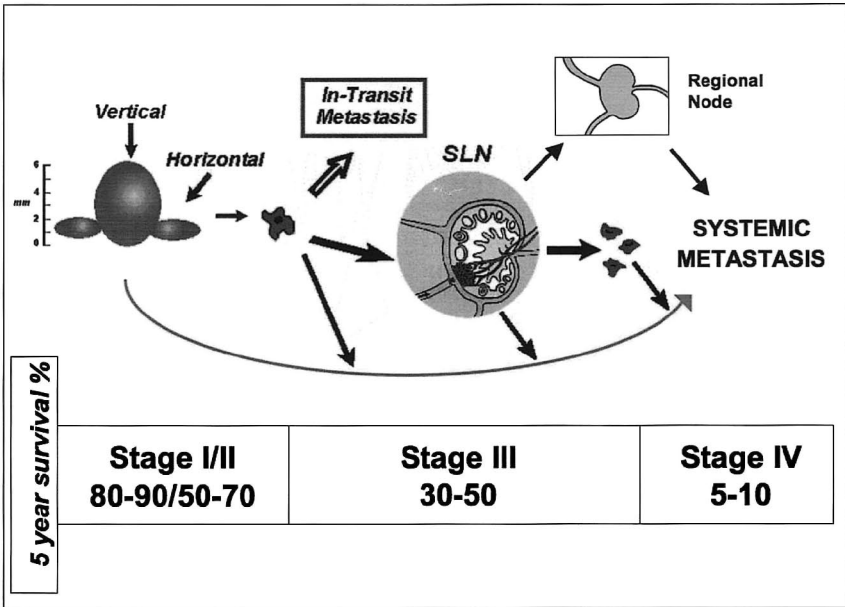 Vertical
Horizontal
6
4
mm
2
0
In-Transit
Metastasis
SLN
Regional
Node
SYSTEMIC
METASTASIS
5 year survival %
Stage I/II
80-90/50-70
Stage III
30-50
Stage IV
5-10